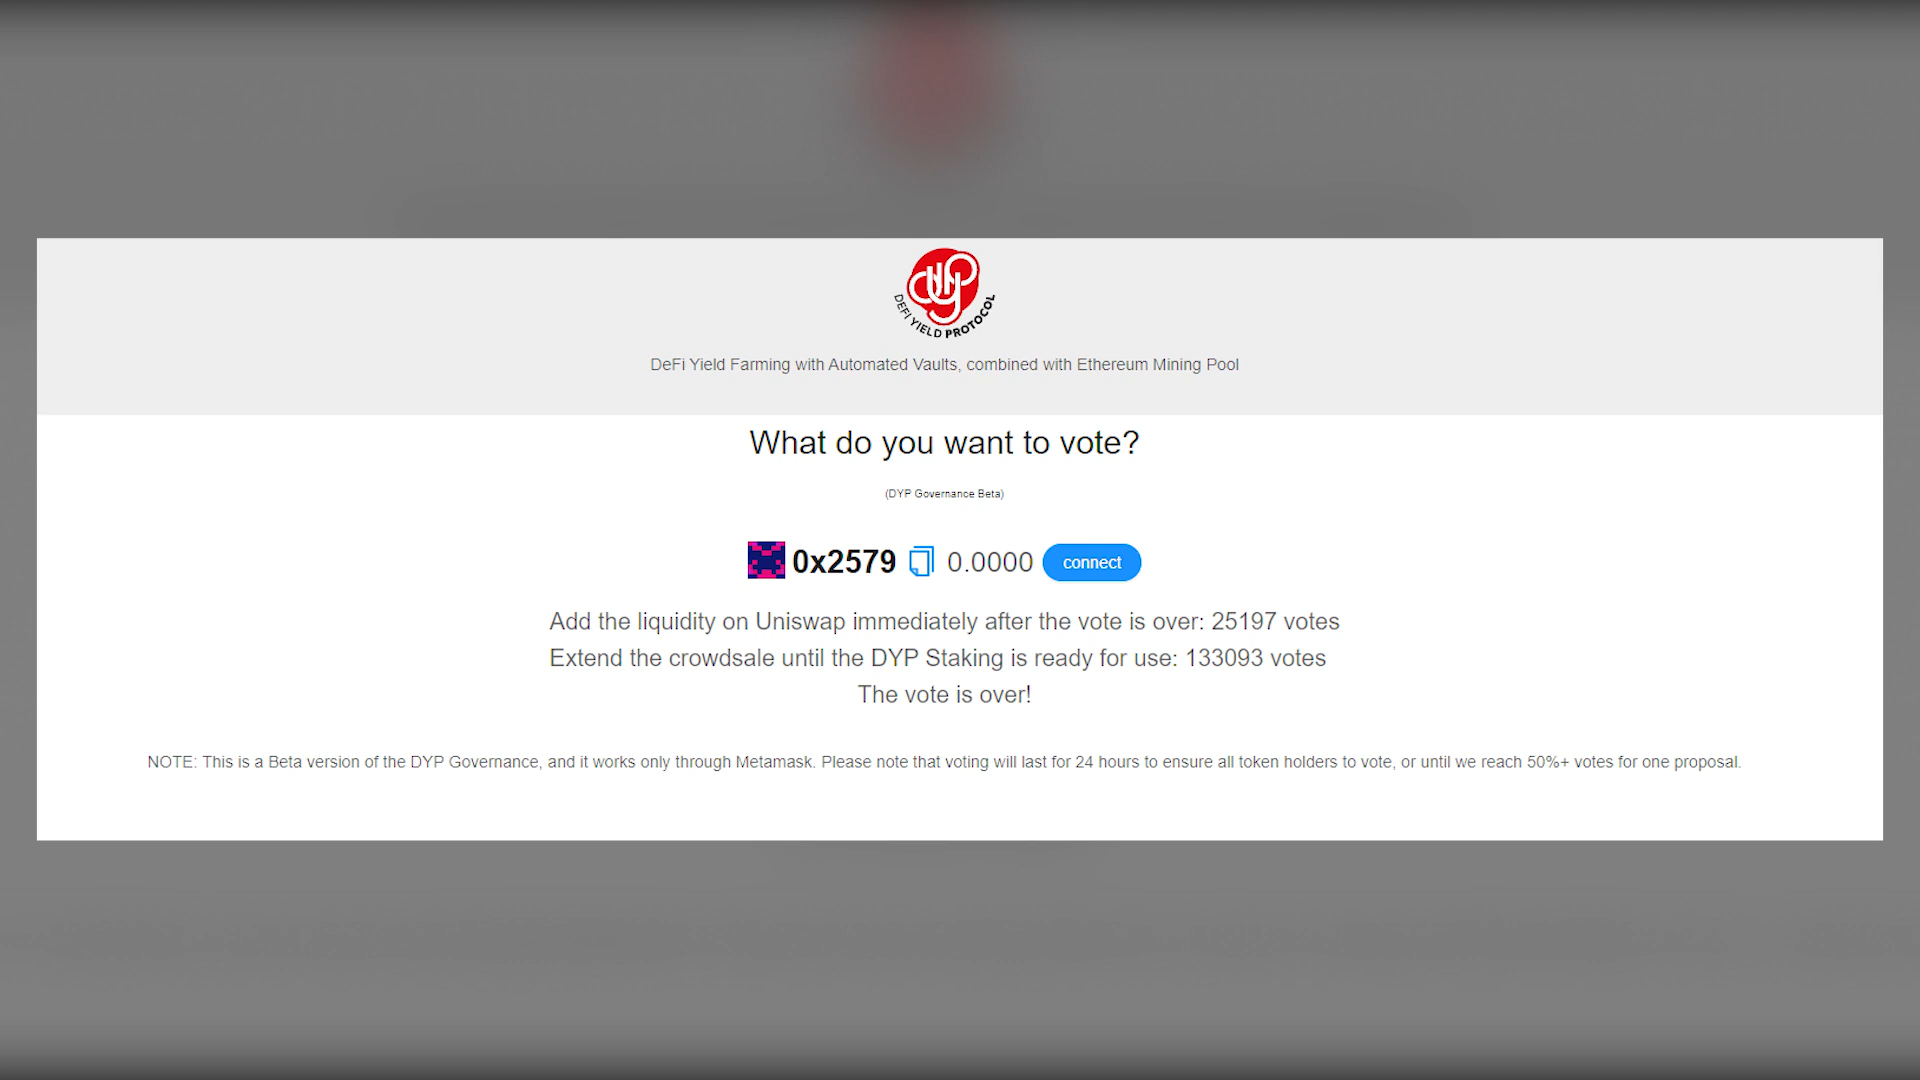 dyp
DEFI YIELD PROTOCOL
DeFi Yield Farming with Automated Vaults, combined with Ethereum Mining Pool
What do you want to vote?
(DYP Governance Beta)
0x2579 0.0000 connect
Add the liquidity on Uniswap immediately after the vote is over: 25197 votes
Extend the crowdsale until the DYP Staking is ready for use: 133093 votes
The vote is over!
NOTE: This is a Beta version of the DYP Governance, and it works only through Metamask. Please note that voting will last for 24 hours to ensure all token holders to vote, or until we reach 50%+ votes for one proposal.